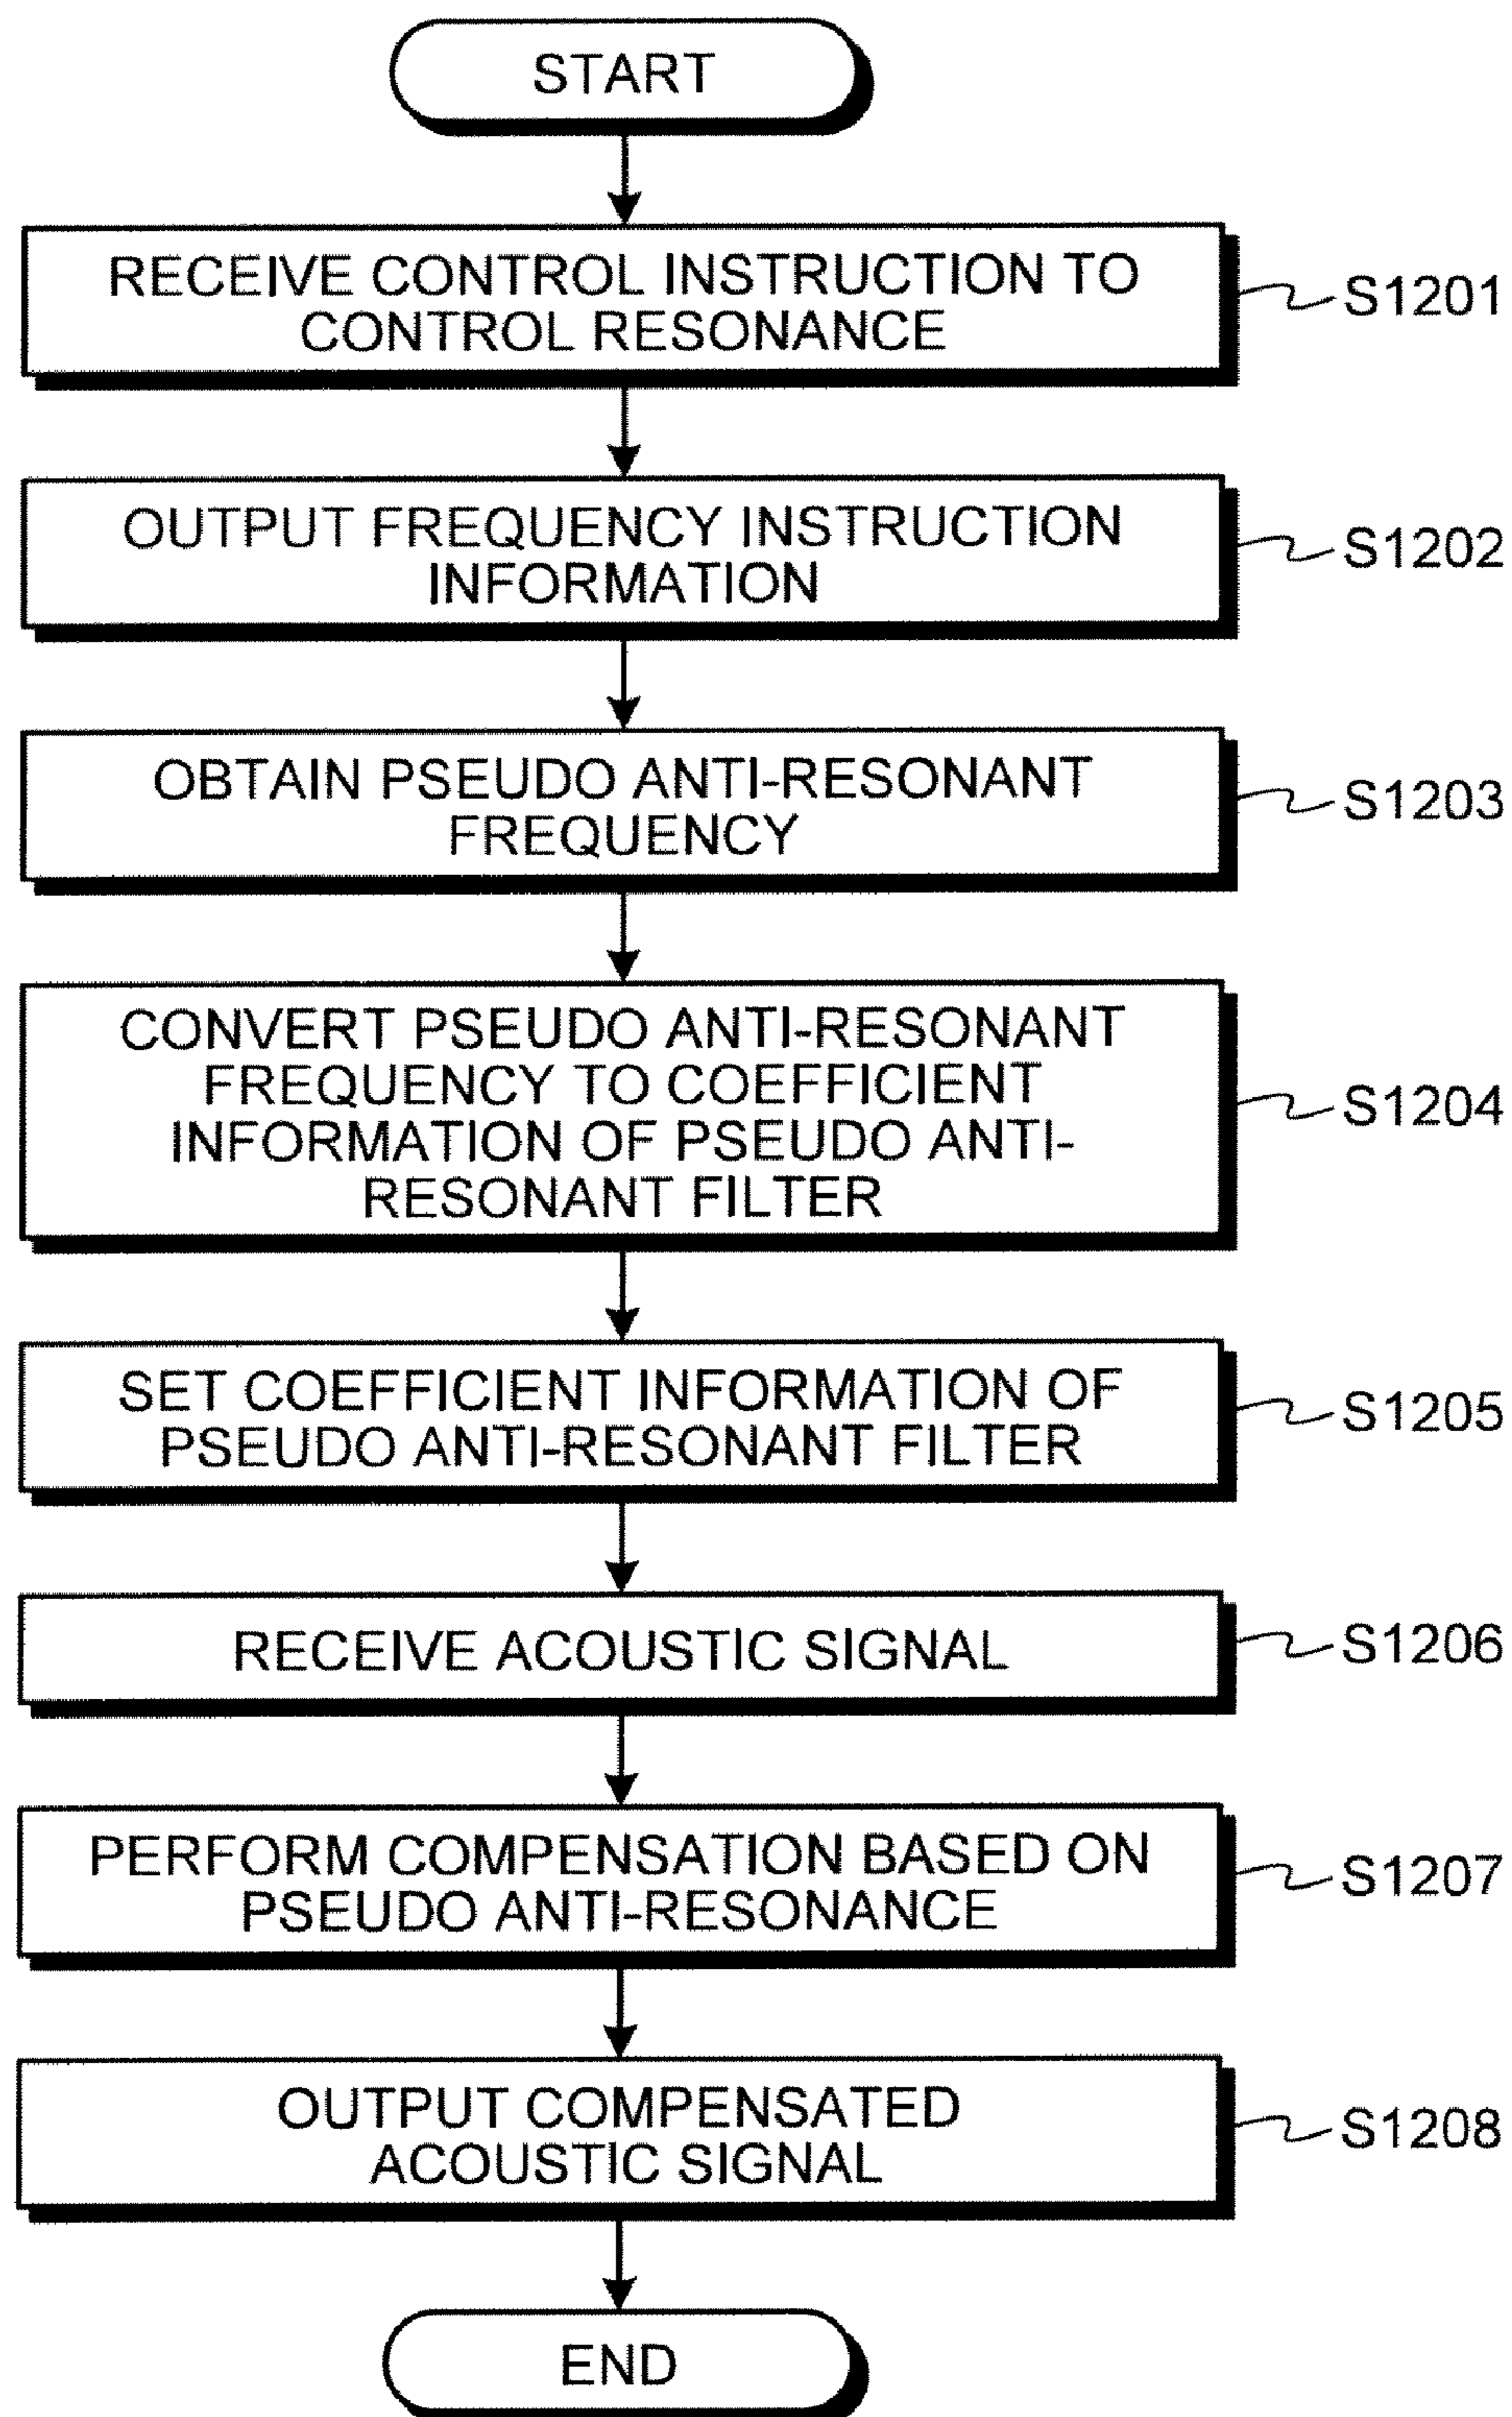 START
RECEIVE CONTROL INSTRUCTION TO
CONTROL RESONANCE
S1201
OUTPUT FREQUENCY INSTRUCTION
INFORMATION
S1202
OBTAIN PSEUDO ANTI-RESONANT
FREQUENCY
S1203
CONVERT PSEUDO ANTI-RESONANT
FREQUENCY TO COEFFICIENT
INFORMATION OF PSEUDO ANTI-
RESONANT FILTER
S1204
SET COEFFICIENT INFORMATION OF
PSEUDO ANTI-RESONANT FILTER
S1205
RECEIVE ACOUSTIC SIGNAL
S1206
PERFORM COMPENSATION BASED ON
PSEUDO ANTI-RESONANCE
S1207
OUTPUT COMPENSATED
ACOUSTIC SIGNAL
S1208
END